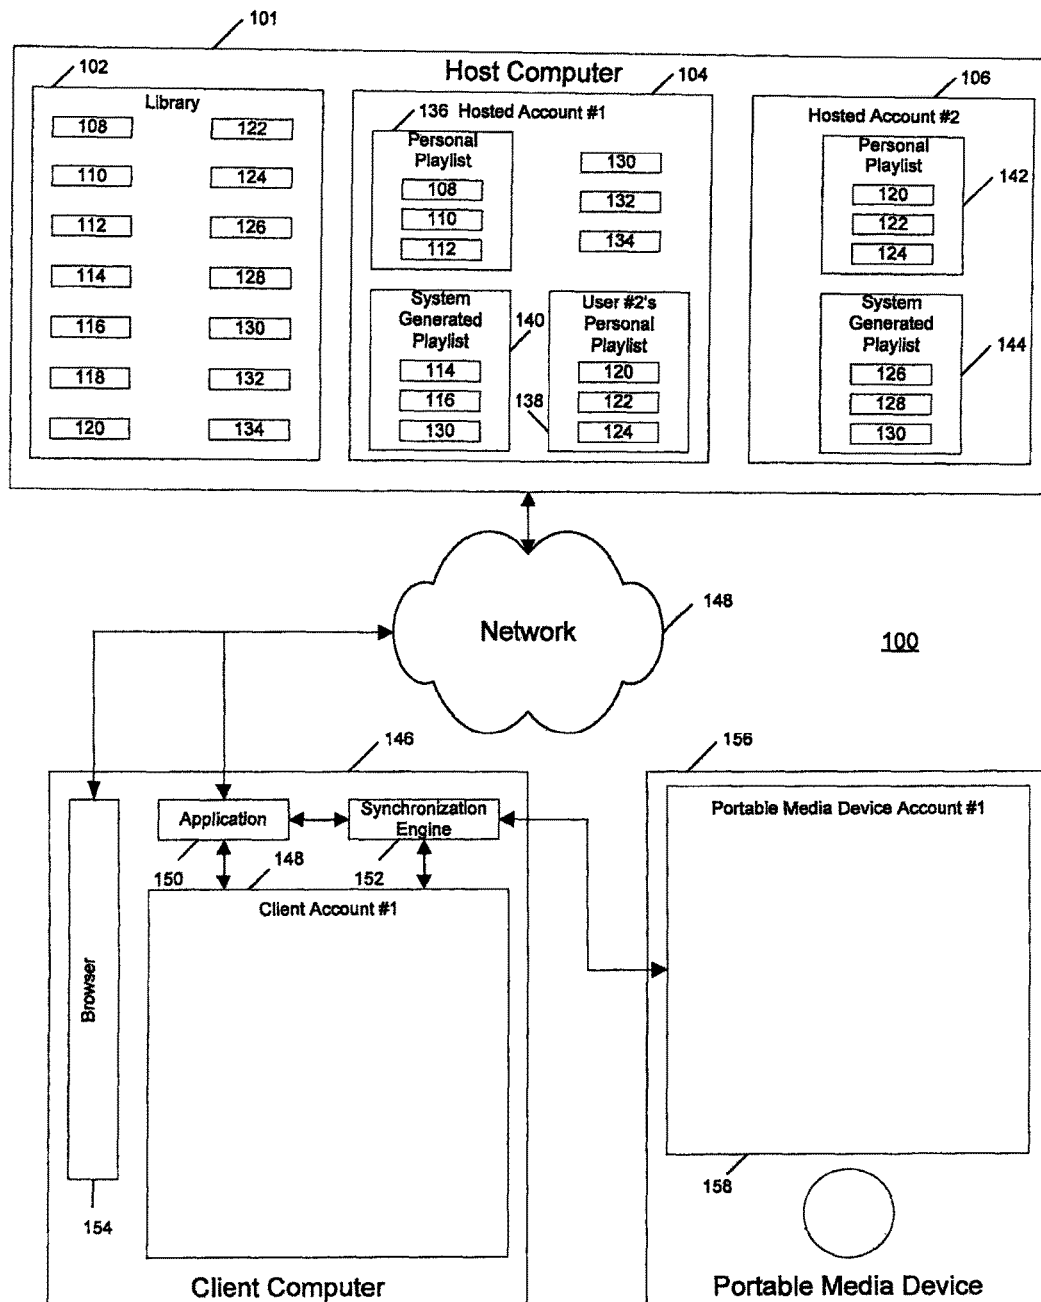 101
Host Computer
102
Library
108
122
110
124
112
126
114
128
116
130
118
132
120
134
104
136 Hosted Account #1
Personal
Playlist
108
110
112
130
132
134
System
Generated
Playlist
114
116
130
140
User #2's
Personal
Playlist
120
122
124
138
106
Hosted Account #2
Personal
Playlist
120
122
124
142
System
Generated
Playlist
126
128
130
144
Network
148
100
146
Browser
154
Application
150
Synchronization
Engine
152
148
Client Account #1
Client Computer
156
Portable Media Device Account #1
158
Portable Media Device